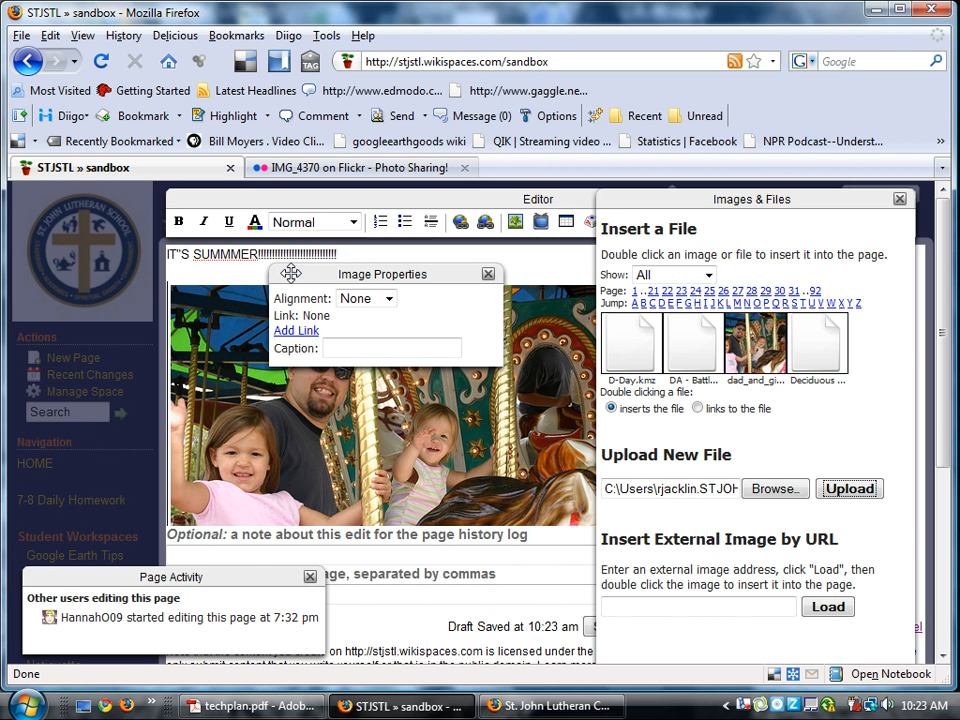 STJSTL » sandbox - Mozilla Firefox
File Edit View History Delicious Bookmarks Diigo Tools Help
TAG http://stjstl.wikispaces.com/sandbox Google
Most Visited Getting Started Latest Headlines http://www.edmodo.c... http://www.gaggle.ne...
Diigo Bookmark Highlight Comment Send Message (0) Options Recent Unread
Recently Bookmarked Bill Moyers . Video Cli... googleearthgoods wiki QIK | Streaming video ... Statistics | Facebook NPR Podcast--Underst... »
STJSTL » sandbox IMG_4370 on Flickr - Photo Sharing!
Editor
B I U A Normal
IT"S SUMMMER!!!!!!!!!!!!!!!!!!!!!!!!!!!!
Image Properties
Alignment: None
Link: None
Add Link
Caption:
Optional: a note about this edit for the page history log
age, separated by commas
Draft Saved at 10:23 am S
on http://stjstl.wikispaces.com is licensed under the
Images & Files
Insert a File
Double click an image or file to insert it into the page.
Show: All
Page: 1 .. 21 22 23 24 25 26 27 28 29 30 31 ..92
Jump: A B C D E F G H I J K L M N O P Q R S T U V W X Y Z
D-Day.kmz DA - Battl... dad_and_gi... Deciduous ...
Double clicking a file:
inserts the file links to the file
Upload New File
C:\Users\rjacklin.STJOH Browse... Upload
Insert External Image by URL
Enter an external image address, click "Load", then
double click the image to insert it into the page.
Load
ST. JOHN LUTHERAN SCHOOL
Actions
New Page
Recent Changes
Manage Space
Search
Navigation
HOME
7-8 Daily Homework
Student Workspaces
Google Earth Tips
Page Activity
Other users editing this page
HannahO09 started editing this page at 7:32 pm
Done Open Notebook
» techplan.pdf - Adob... STJSTL » sandbox - ... St. John Lutheran C... 10:23 AM